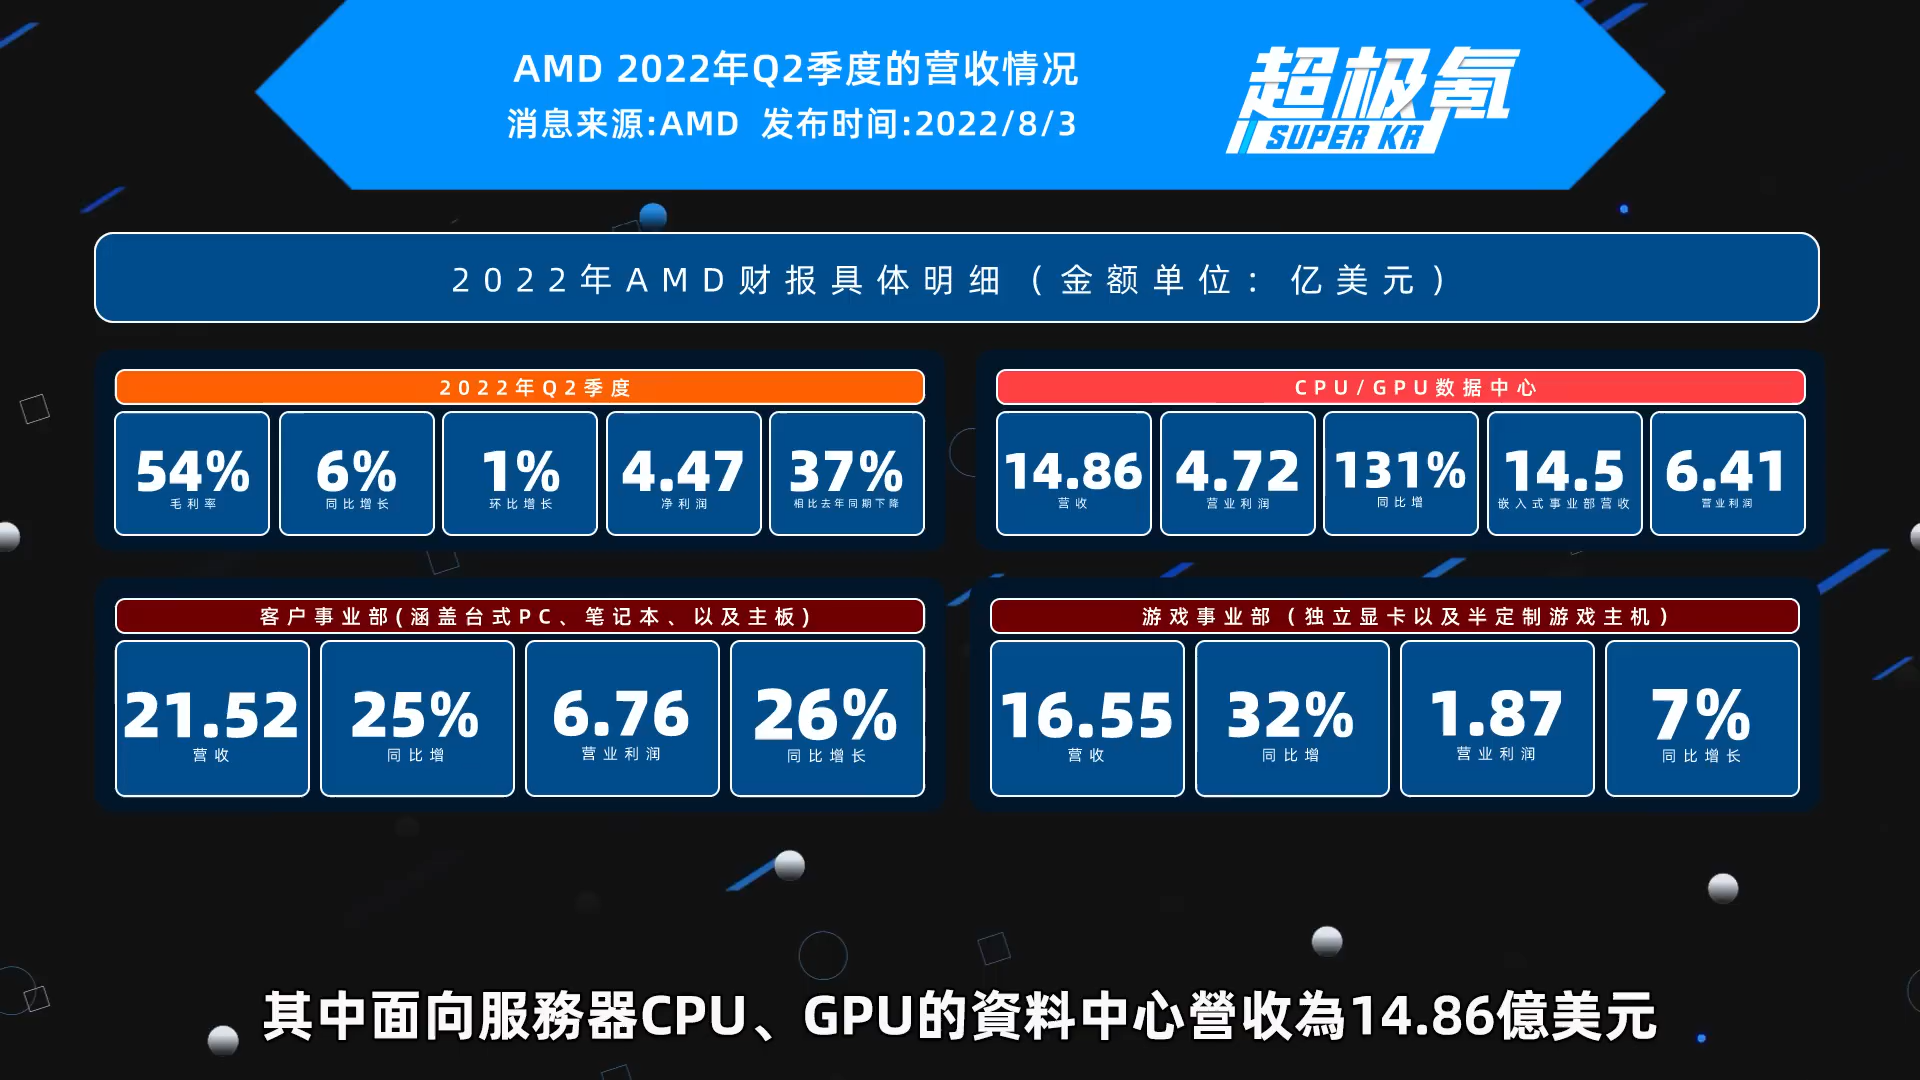 AMD 2022年Q2季度的营收情况
消息来源:AMD 发布时间:2022/8/3
超极氪
SUPER KR
2022年AMD财报具体明细(金额单位:亿美元)
2022年Q2季度
54%
毛利率
6%
同比增长
1%
环比增长
4.47
净利润
37%
相比去年同期下降
CPU/GPU数据中心
14.86
营收
4.72
营业利润
131%
同比增
14.5
嵌入式事业部营收
6.41
营业利润
客户事业部(涵盖台式PC、笔记本、以及主板)
21.52
营收
25%
同比增
6.76
营业利润
26%
同比增长
游戏事业部(独立显卡以及半定制游戏主机)
16.55
营收
32%
同比增
1.87
营业利润
7%
同比增长
其中面向服務器CPU、GPU的資料中心營收為14.86億美元